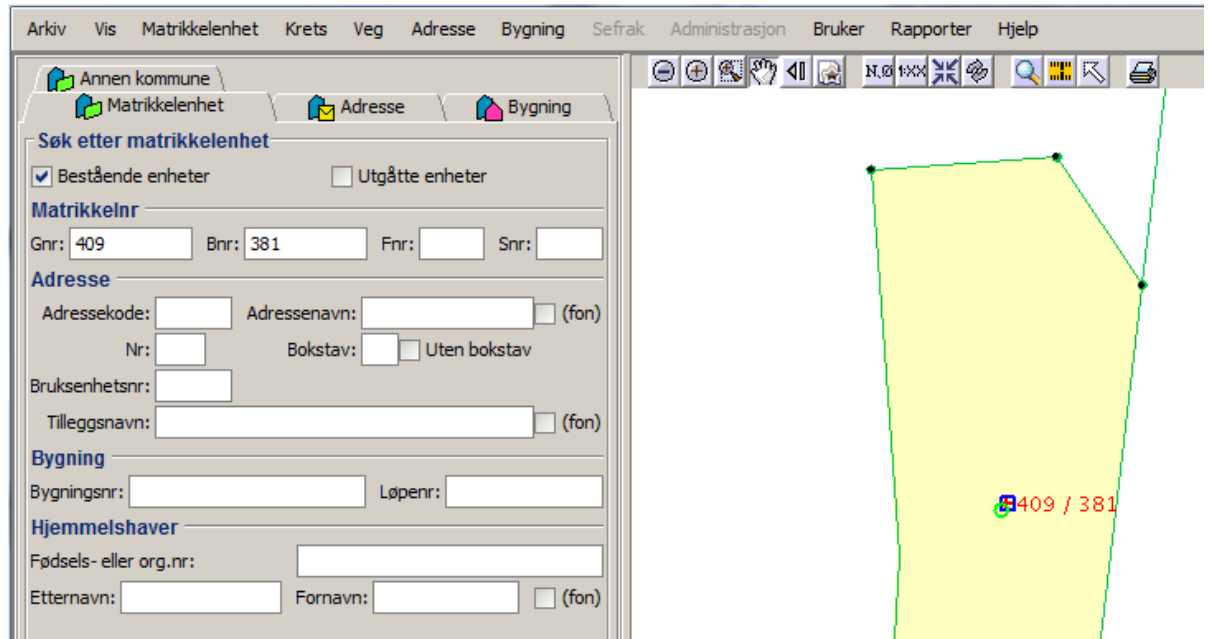 Arkiv Vis Matrikkelenhet Krets Veg Adresse Bygning Sefrak Administrasjon Bruker Rapporter Hjelp
N,Ø 1:XX
Annen kommune
Matrikkelenhet Adresse Bygning
Søk etter matrikkelenhet
Bestående enheter Utgåtte enheter
Matrikkelnr
Gnr: 409 Bnr: 381 Fnr: Snr:
Adresse
Adressekode: Adressenavn: (fon)
Nr: Bokstav: Uten bokstav
Bruksenhetsnr:
Tilleggsnavn: (fon)
Bygning
Bygningsnr: Løpenr:
409 / 381
Hjemmelshaver
Fødsels- eller org.nr:
Etternavn: Fornavn: (fon)